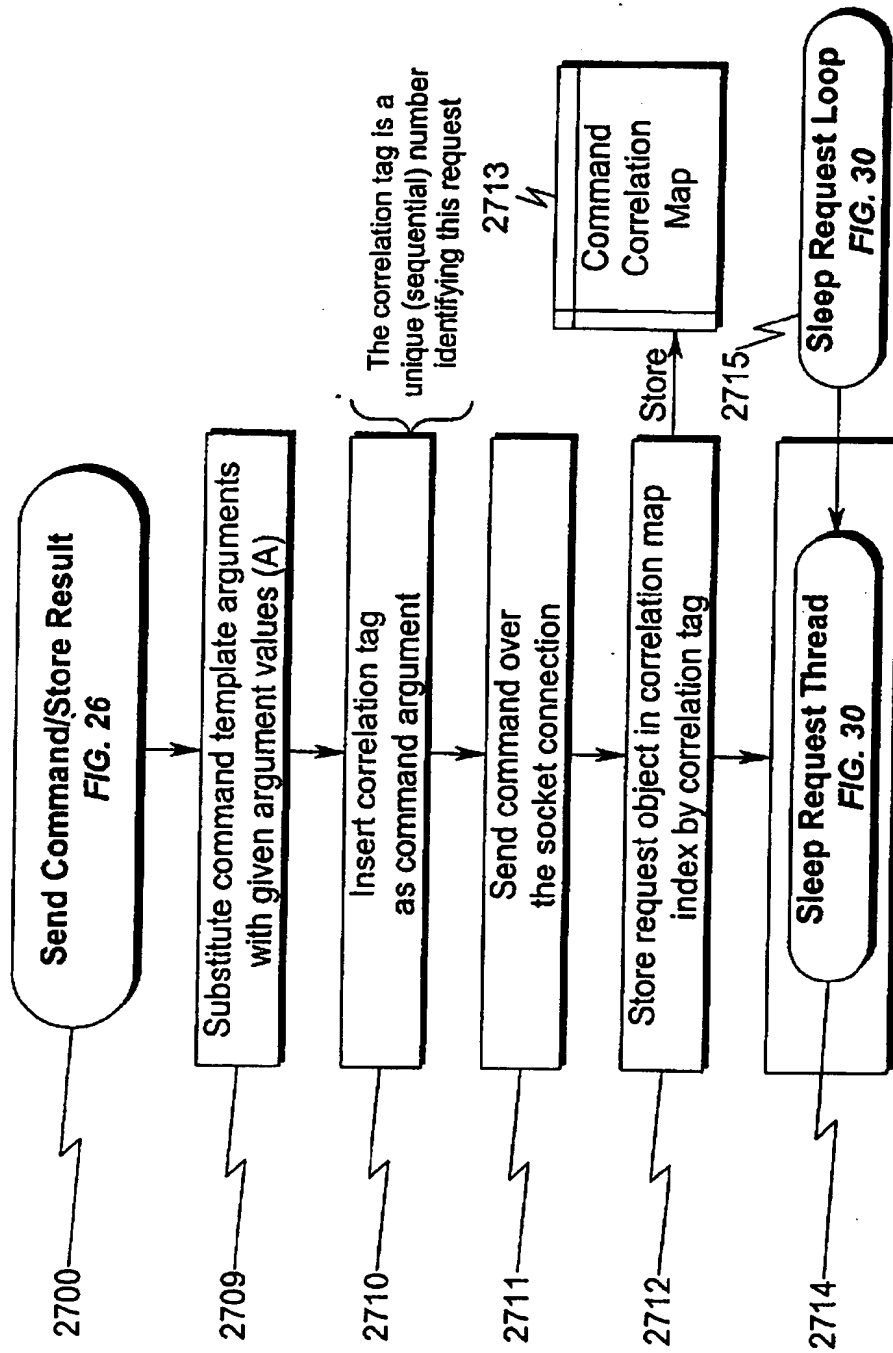 2700
Send Command/Store Result
FIG. 26
2709
Substitute command template arguments
with given argument values (A)
2710
Insert correlation tag
as command argument
The correlation tag is a
unique (sequential) number
identifying this request
2711
Send command over
the socket connection
2712
Store request object in correlation map
index by correlation tag
Store
2713
Command
Correlation
Map
2714
Sleep Request Thread
FIG. 30
2715
Sleep Request Loop
FIG. 30